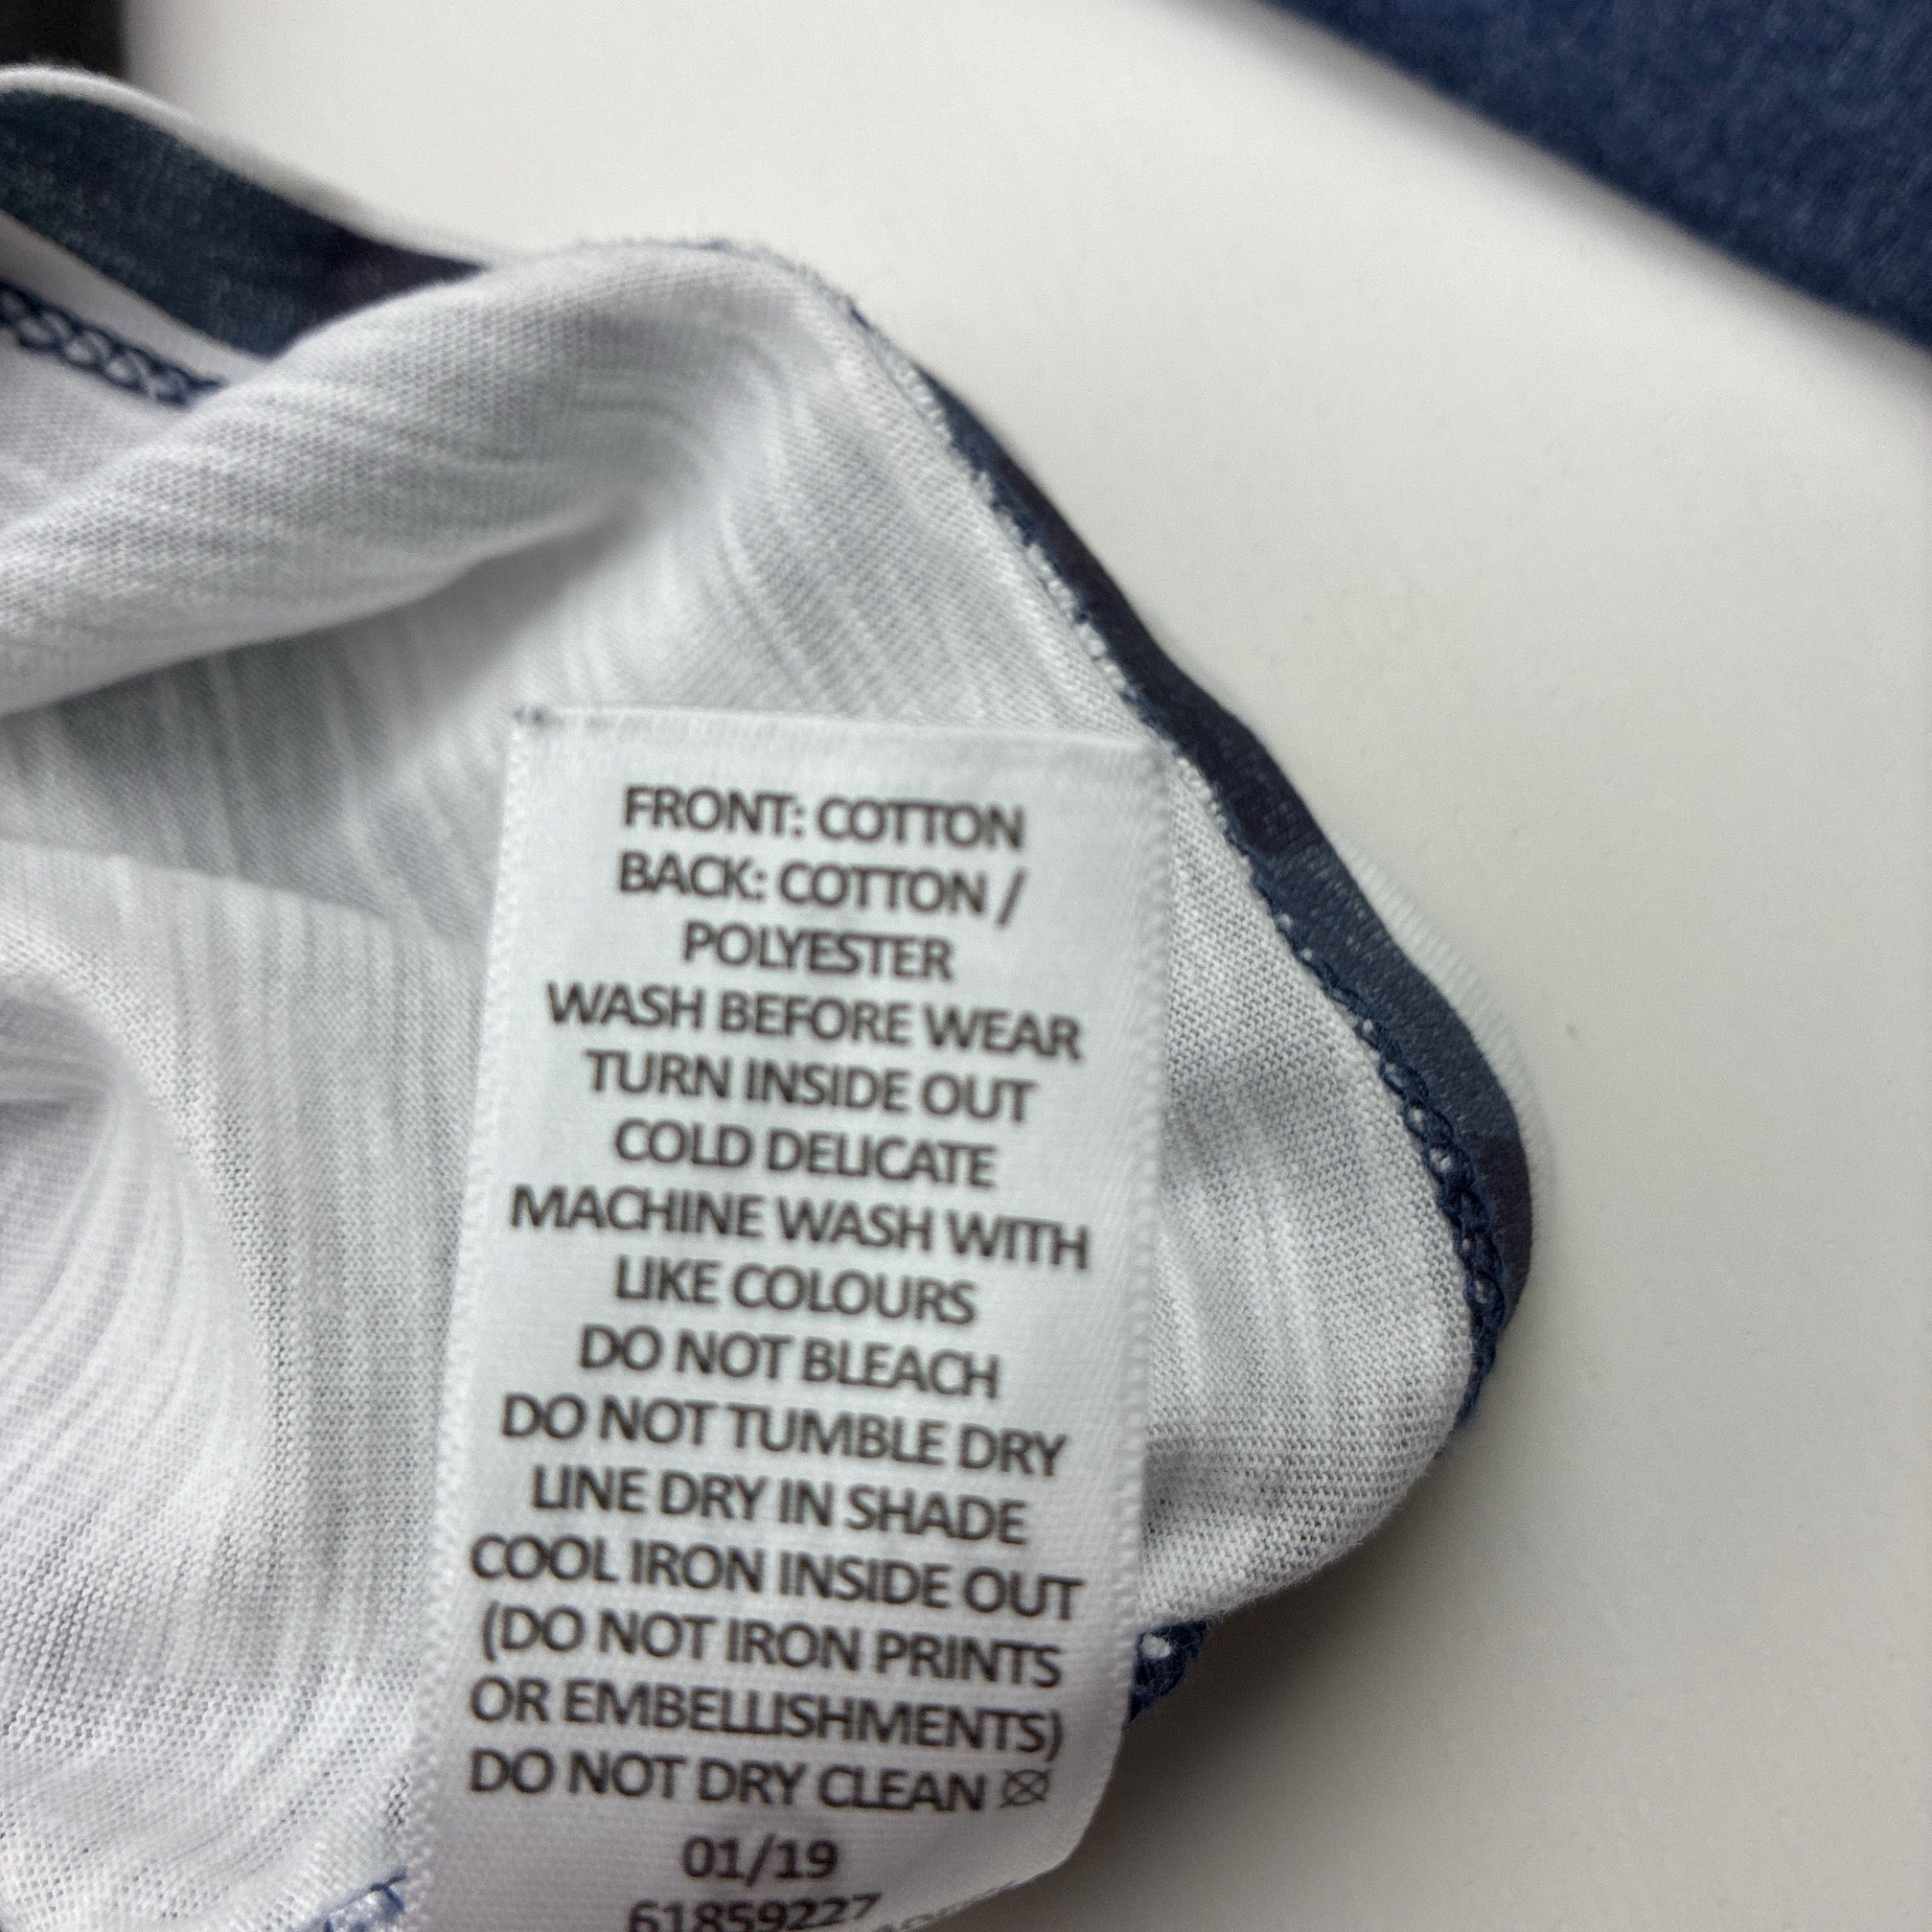 FRONT: COTTON
BACK: COTTON /
POLYESTER
WASH BEFORE WEAR
TURN INSIDE OUT
COLD DELICATE
MACHINE WASH WITH
LIKE COLOURS
DO NOT BLEACH
DO NOT TUMBLE DRY
LINE DRY IN SHADE
COOL IRON INSIDE OUT
(DO NOT IRON PRINTS
OR EMBELLISHMENTS)
DO NOT DRY CLEAN
01/19
61859227